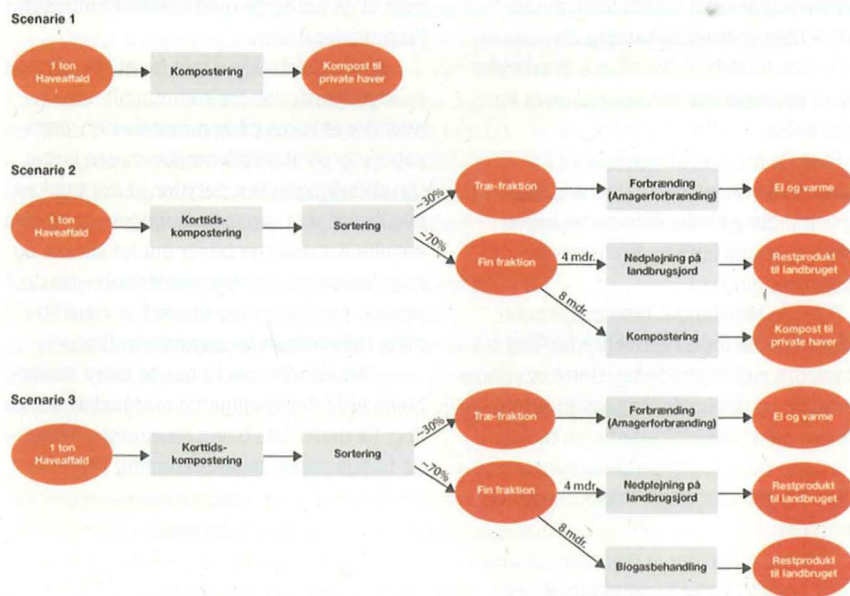 Scenarie 1
1 ton
Haveaffald
Kompostering
Kompost til
private haver
Scenarie 2
1 ton
Haveaffald
Korttids-
kompostering
Sortering
~30%
Træ-fraktion
Forbrænding
(Amagerforbrænding)
El og varme
~70%
Fin fraktion
4 mdr.
Nedpløjning på
landbrugsjord
Restprodukt
til landbruget
8 mdr.
Kompostering
Kompost til
private haver
Scenarie 3
1 ton
Haveaffald
Korttids-
kompostering
Sortering
~30%
Træ-fraktion
Forbrænding
(Amagerforbrænding)
El og varme
~70%
Fin fraktion
4 mdr.
Nedpløjning på
landbrugsjord
Restprodukt
til landbruget
8 mdr.
Biogasbehandling
Restprodukt
til landbruget